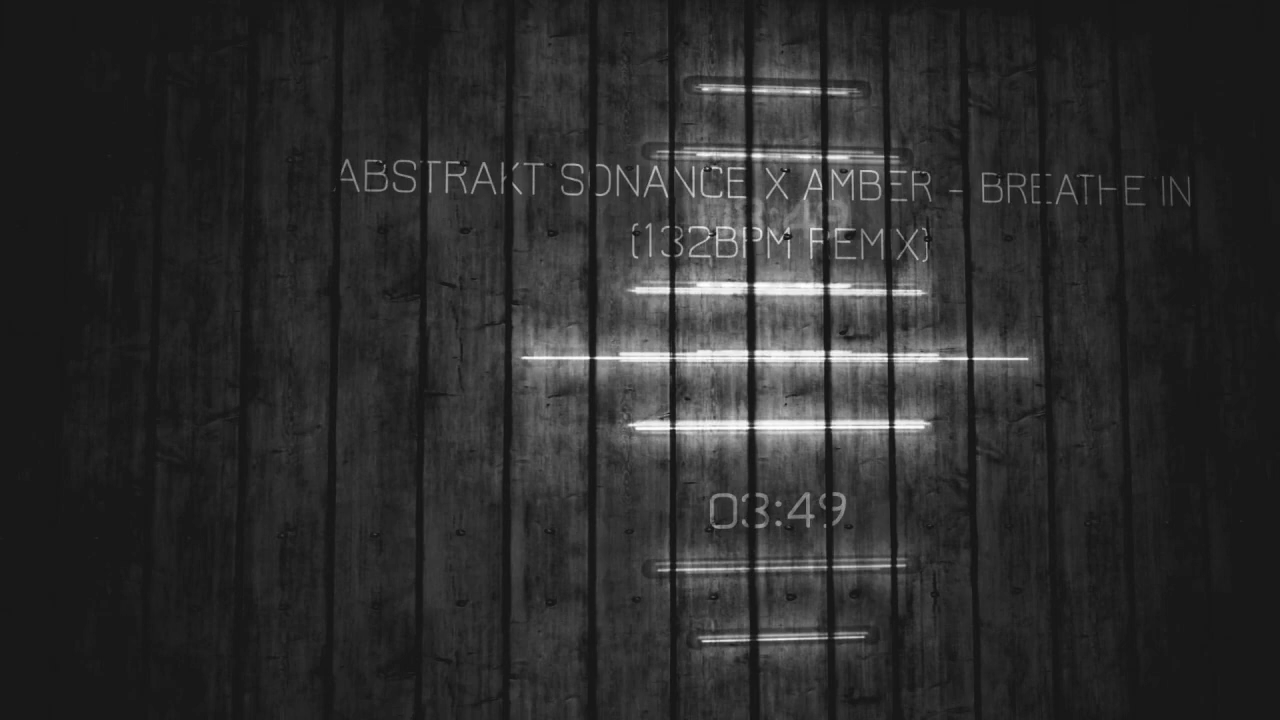 ABSTRAKT SONANCE X AMBER - BREATHE IN
(132BPM REMIX)
03:49